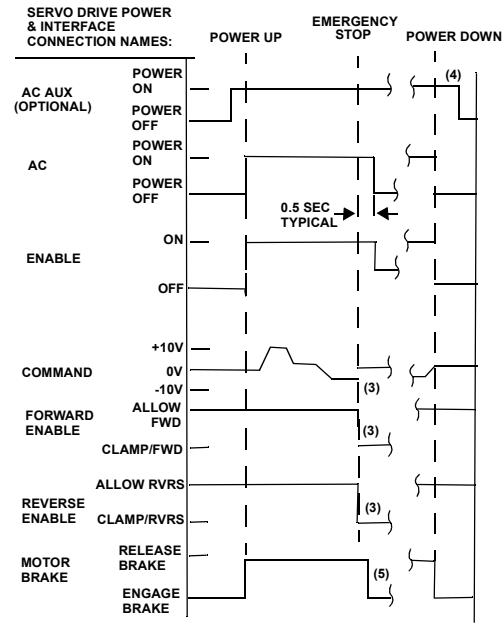 SERVO DRIVE POWER
& INTERFACE
CONNECTION NAMES:
POWER UP
EMERGENCY
STOP
POWER DOWN
AC AUX
(OPTIONAL)
POWER
ON
POWER
OFF
(4)
AC
POWER
ON
POWER
OFF
0.5 SEC
TYPICAL
ENABLE
ON
OFF
COMMAND
+10V
0V
-10V
(3)
FORWARD
ENABLE
ALLOW
FWD
CLAMP/FWD
(3)
REVERSE
ENABLE
ALLOW RVRS
CLAMP/RVRS
(3)
MOTOR
BRAKE
RELEASE
BRAKE
ENGAGE
BRAKE
(5)